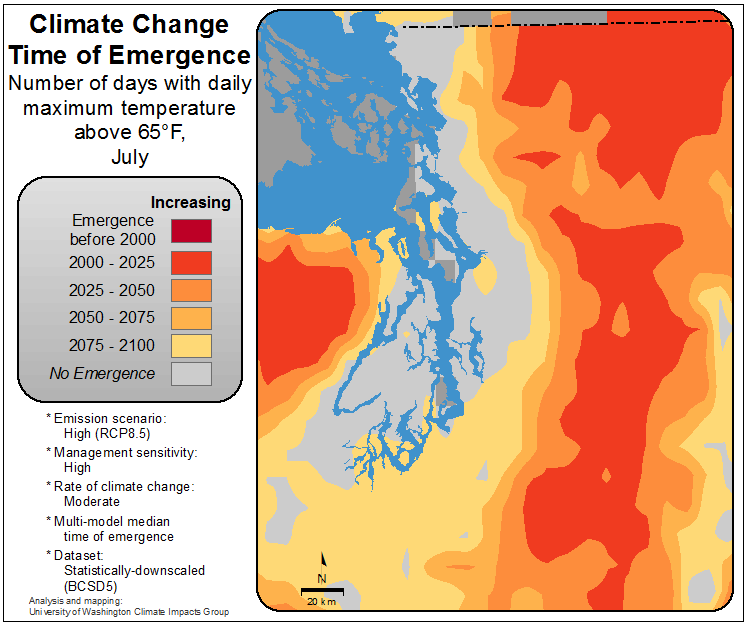 Climate Change
Time of Emergence
Number of days with daily
maximum temperature
above 65°F,
July
Increasing
Emergence
before 2000
2000 - 2025
2025 - 2050
2050 - 2075
2075 - 2100
No Emergence
* Emission scenario:
High (RCP8.5)
* Management sensitivity:
High
* Rate of climate change:
Moderate
* Multi-model median
time of emergence
* Dataset:
Statistically-downscaled
(BCSD5)
Analysis and mapping:
University of Washington Climate Impacts Group
N
20 km